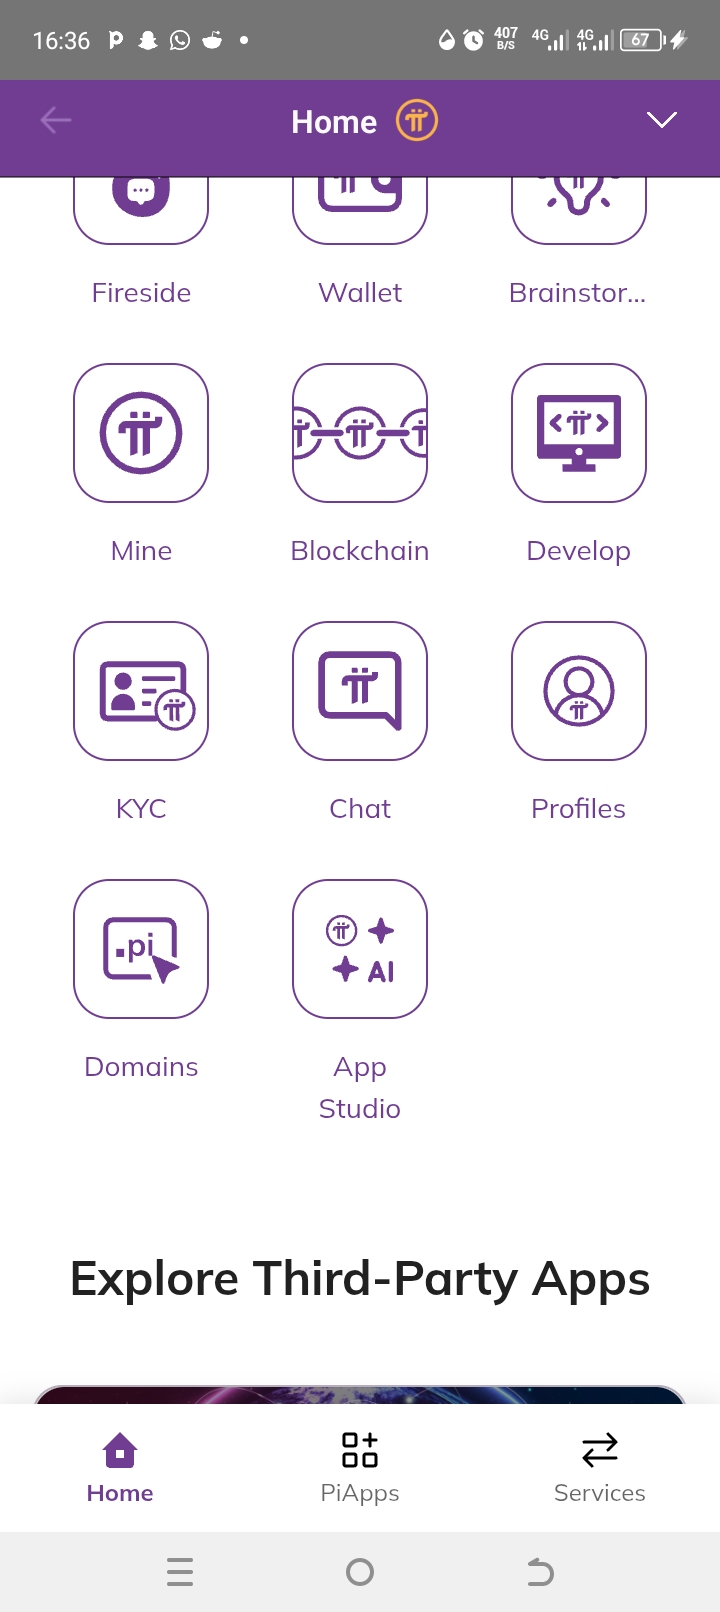 16:36
407
B/S
4G
4G
67
Home
Fireside
Wallet
Brainstor...
Mine
Blockchain
Develop
KYC
Chat
Profiles
.pi
AI
Domains
App
Studio
Explore Third-Party Apps
Home
PiApps
Services